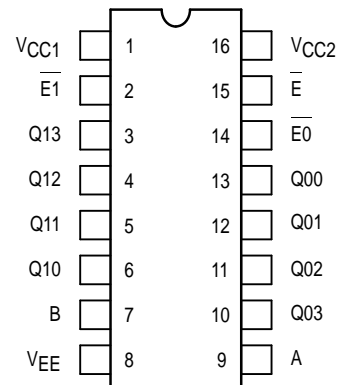 VCC1 1 16 VCC2
E1 2 15 E
Q13 3 14 E0
Q12 4 13 Q00
Q11 5 12 Q01
Q10 6 11 Q02
B 7 10 Q03
VEE 8 9 A